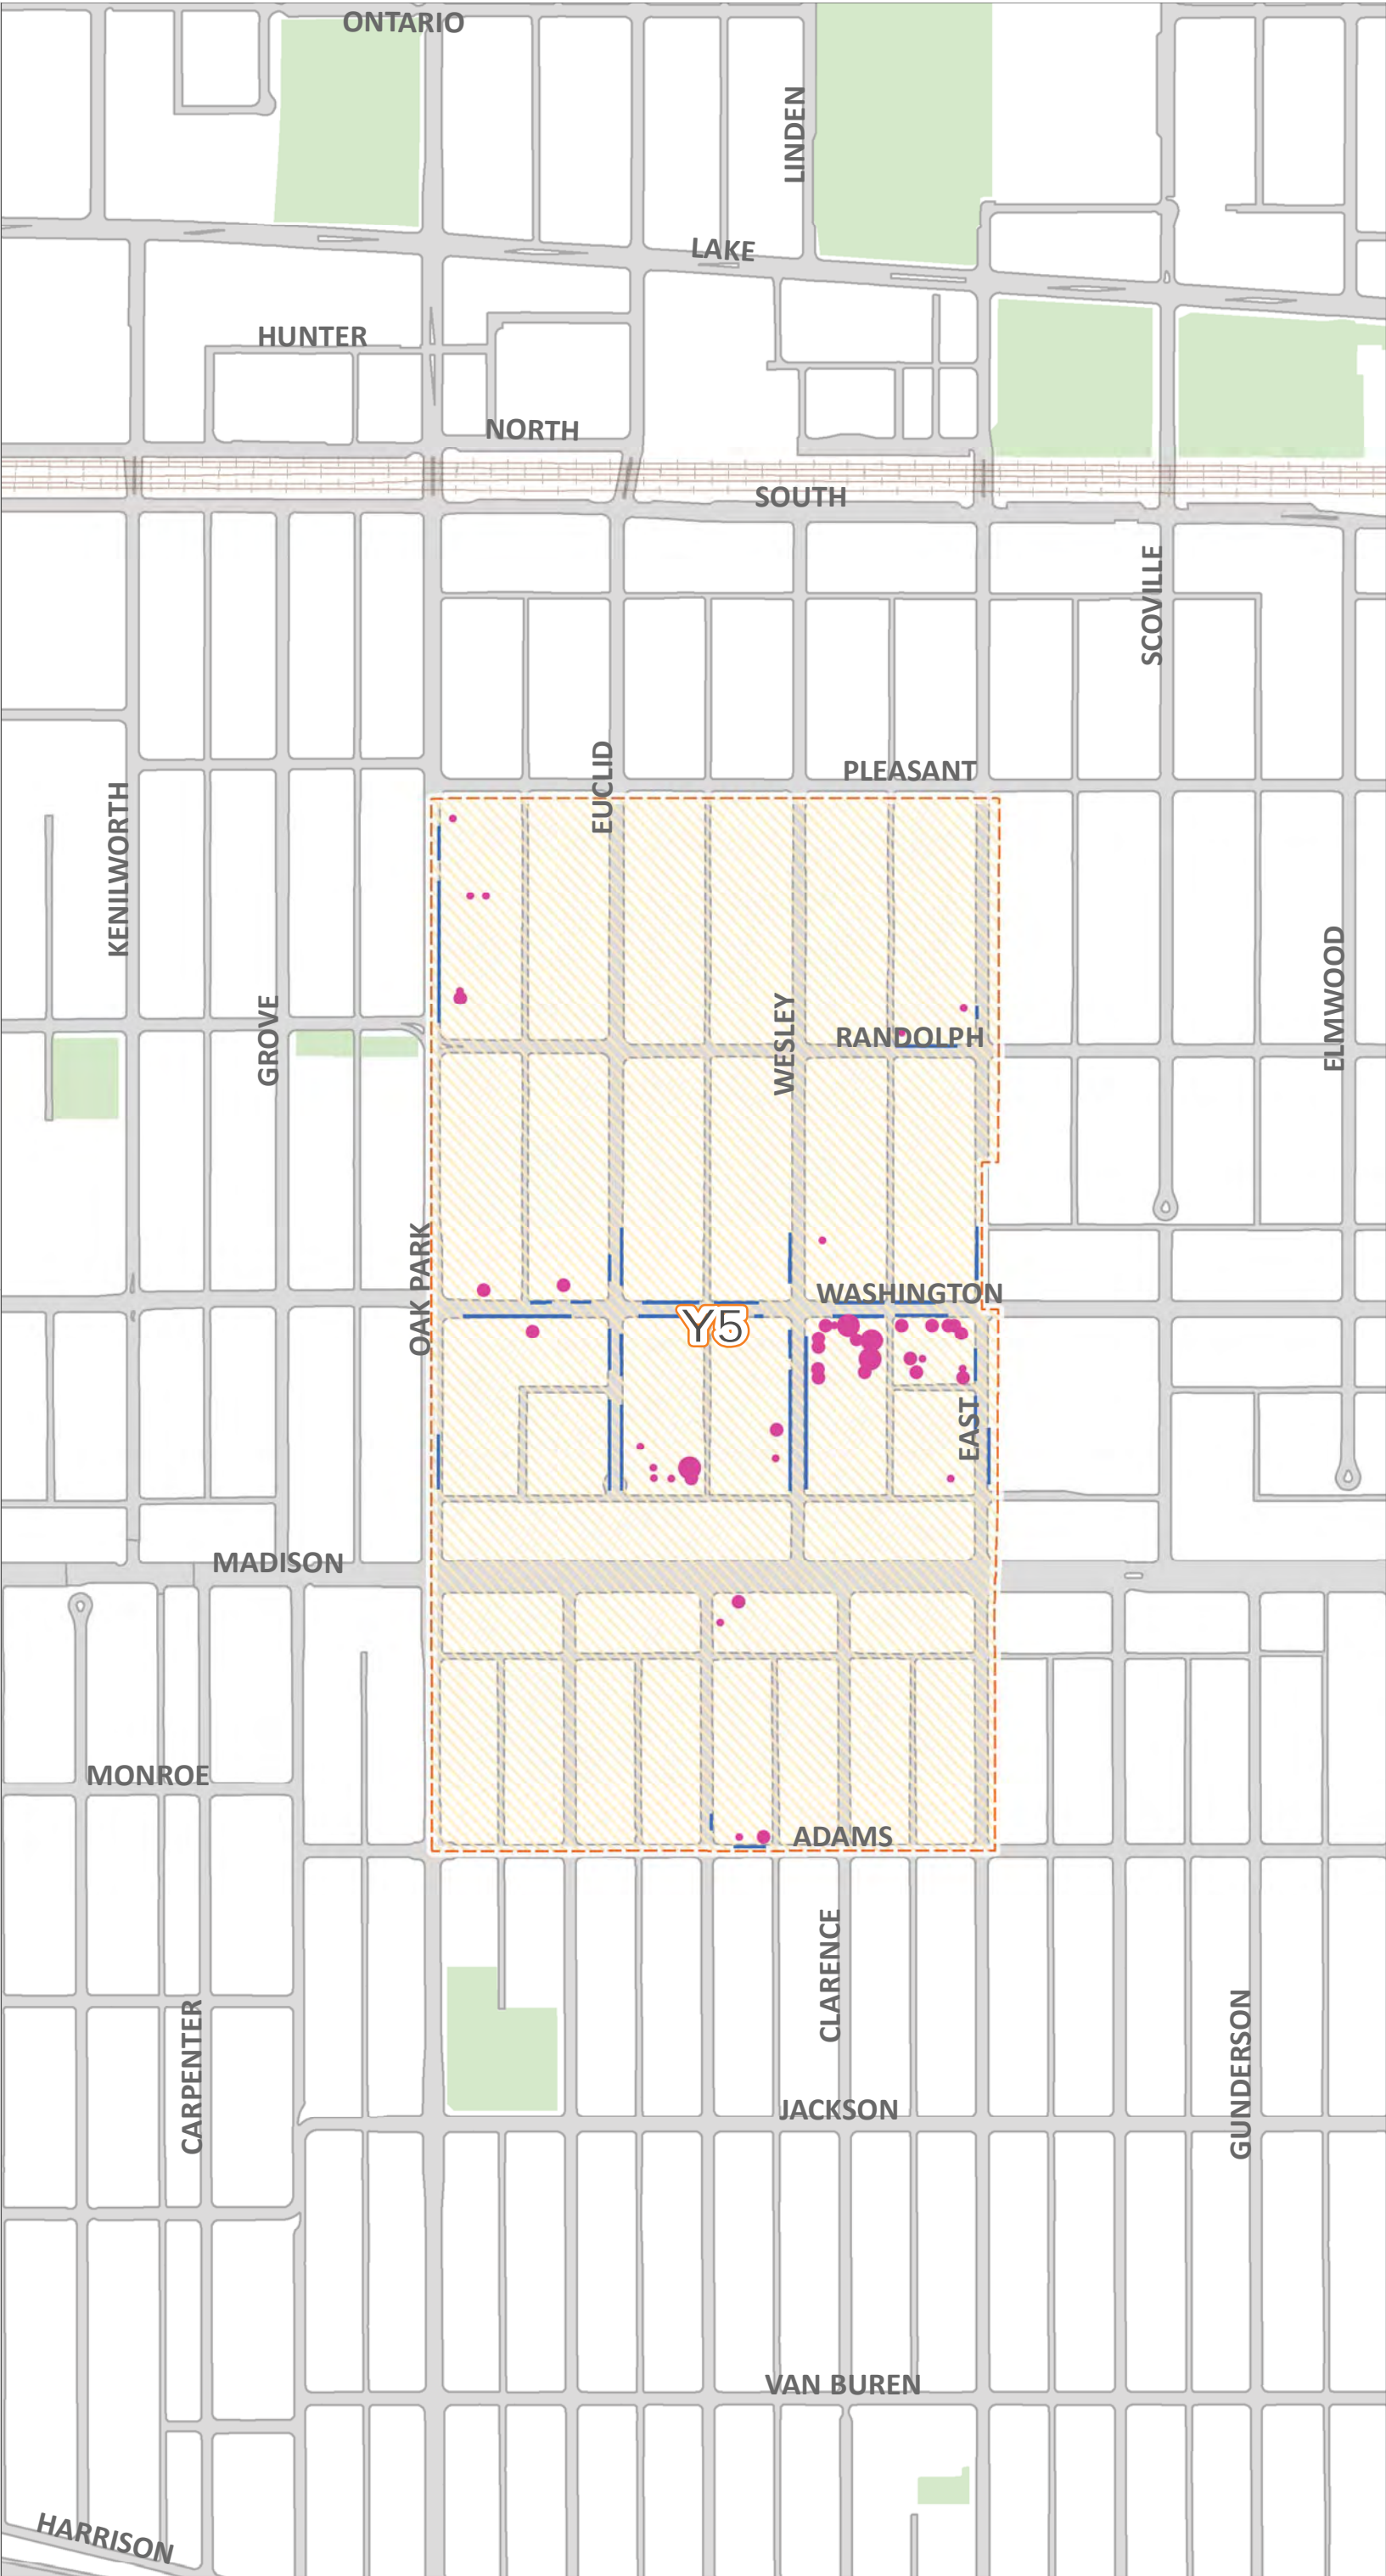 ONTARIO
LINDEN
LAKE
HUNTER
NORTH
SOUTH
SCOVILLE
EUCLID
PLEASANT
KENILWORTH
ELMWOOD
GROVE
WESLEY
RANDOLPH
OAK PARK
WASHINGTON
Y5
EAST
MADISON
MONROE
ADAMS
CLARENCE
CARPENTER
GUNDERSON
JACKSON
VAN BUREN
HARRISON